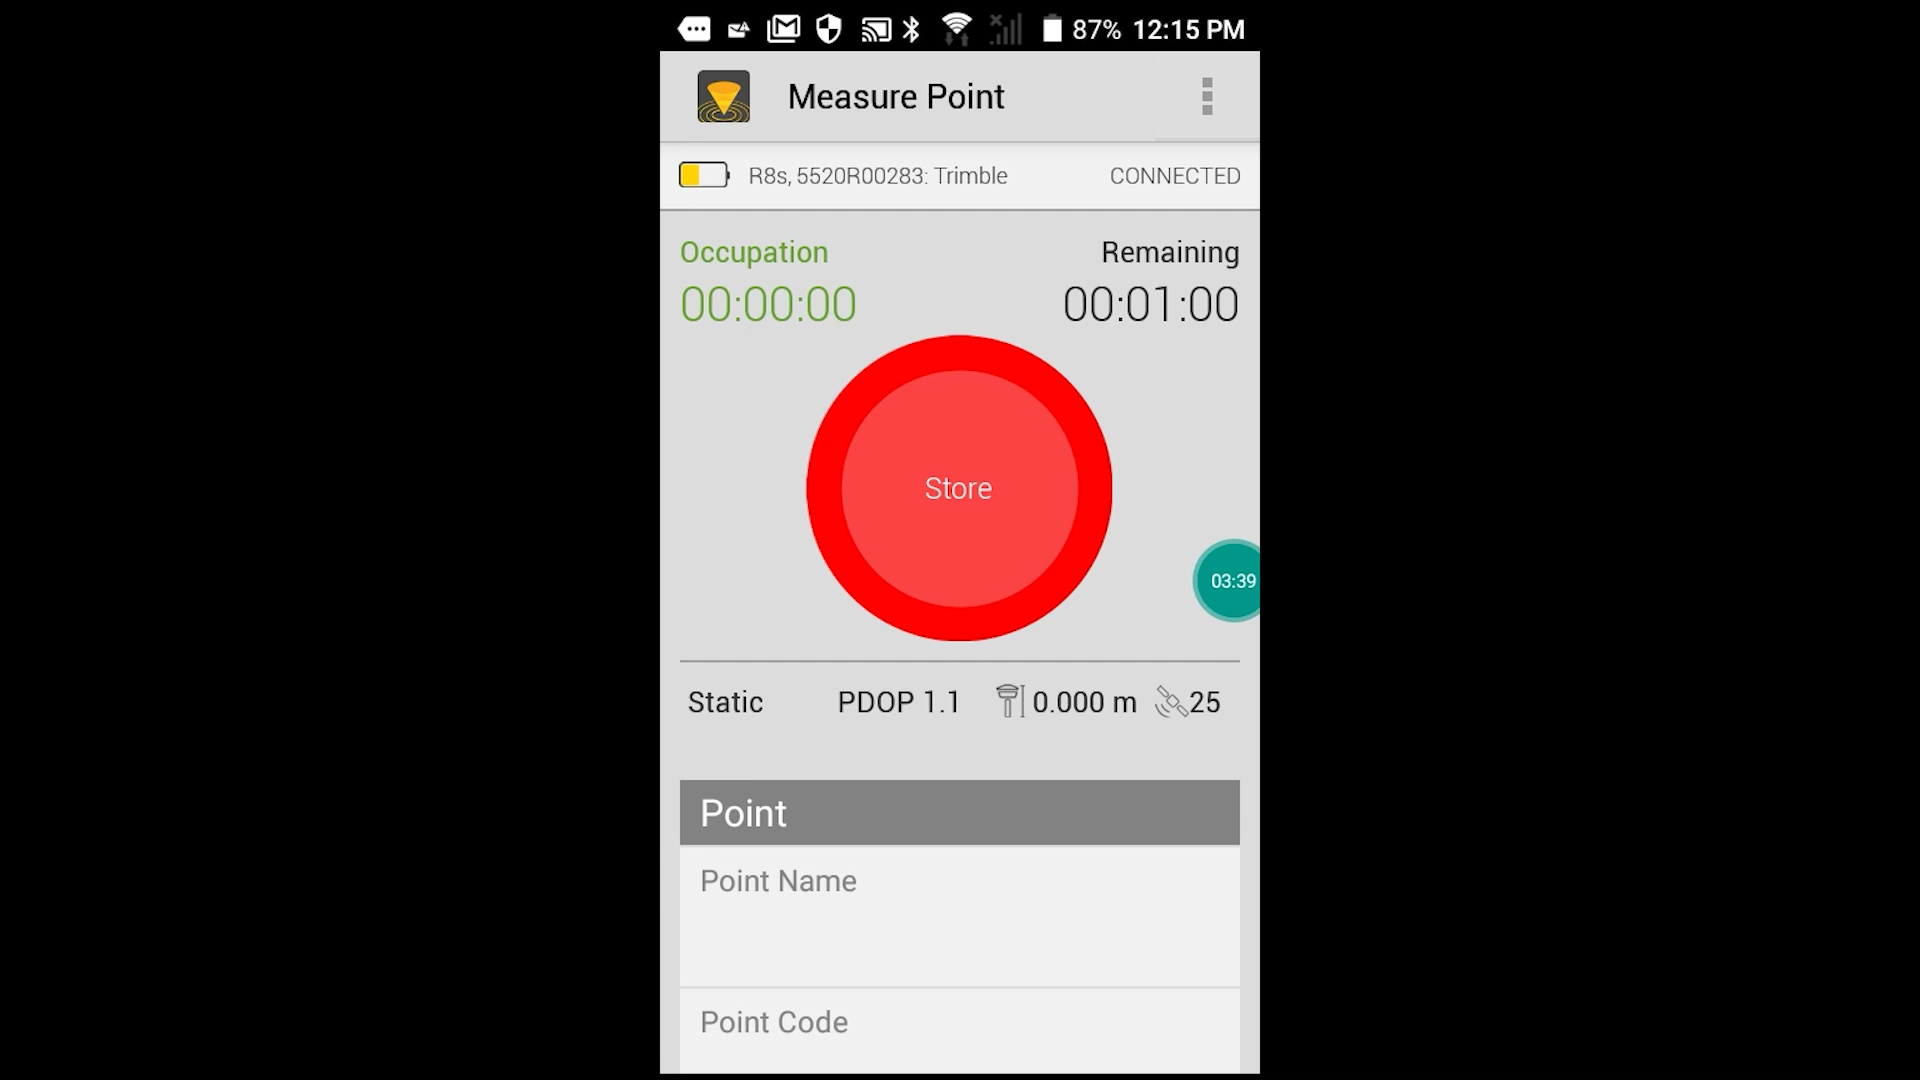 87% 12:15 PM
Measure Point
R8s, 5520R00283: Trimble CONNECTED
Occupation Remaining
00:00:00 00:01:00
Store
03:39
Static PDOP 1.1 0.000 m 25
Point
Point Name
Point Code